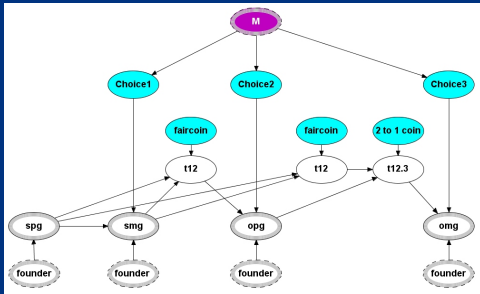 M
Choice1
Choice2
Choice3
faircoin
faircoin
2 to 1 coin
t12
t12
t12.3
spg
smg
opg
omg
founder
founder
founder
founder